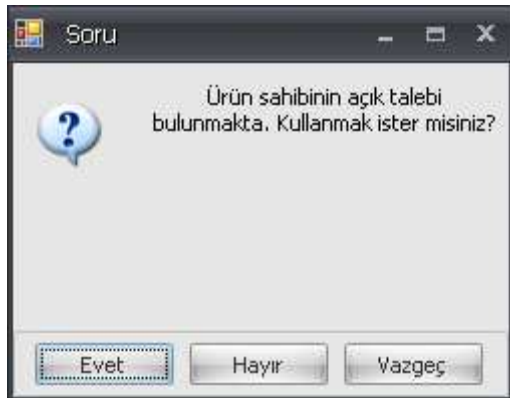 Soru
Ürün sahibinin açık talebi
bulunmakta. Kullanmak ister misiniz?
Evet
Hayır
Vazgeç